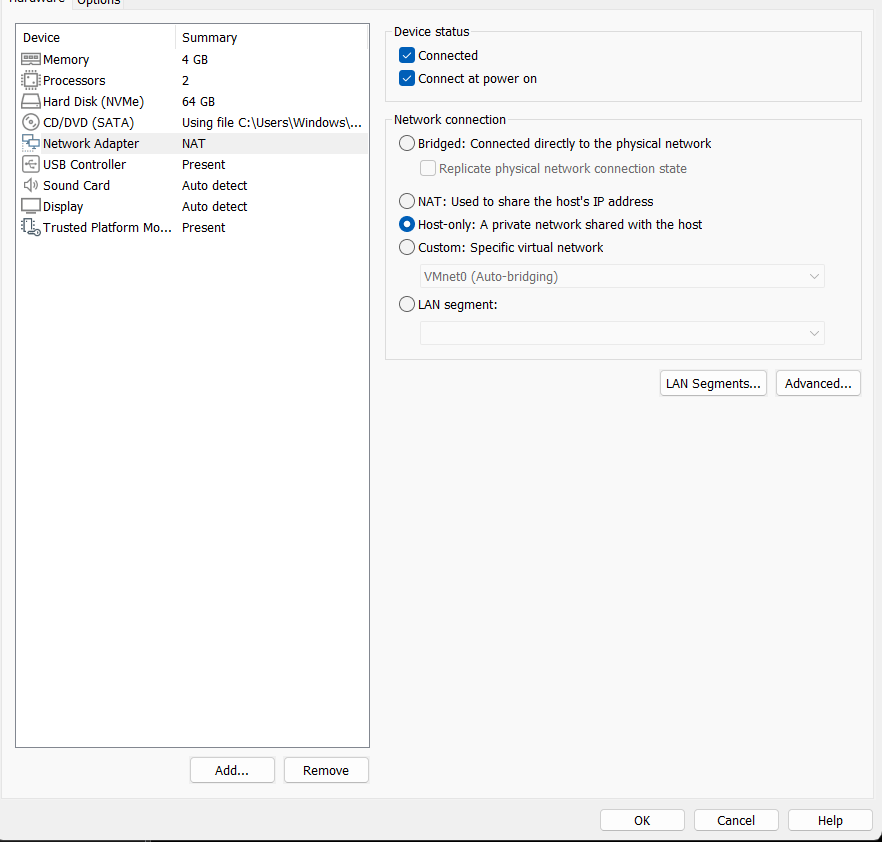 Hardware Options
Device Summary
Memory 4 GB
Processors 2
Hard Disk (NVMe) 64 GB
CD/DVD (SATA) Using file C:\Users\Windows\...
Network Adapter NAT
USB Controller Present
Sound Card Auto detect
Display Auto detect
Trusted Platform Mo... Present
Add...
Remove
Device status
Connected
Connect at power on
Network connection
Bridged: Connected directly to the physical network
Replicate physical network connection state
NAT: Used to share the host's IP address
Host-only: A private network shared with the host
Custom: Specific virtual network
VMnet0 (Auto-bridging)
LAN segment:
LAN Segments...
Advanced...
OK
Cancel
Help